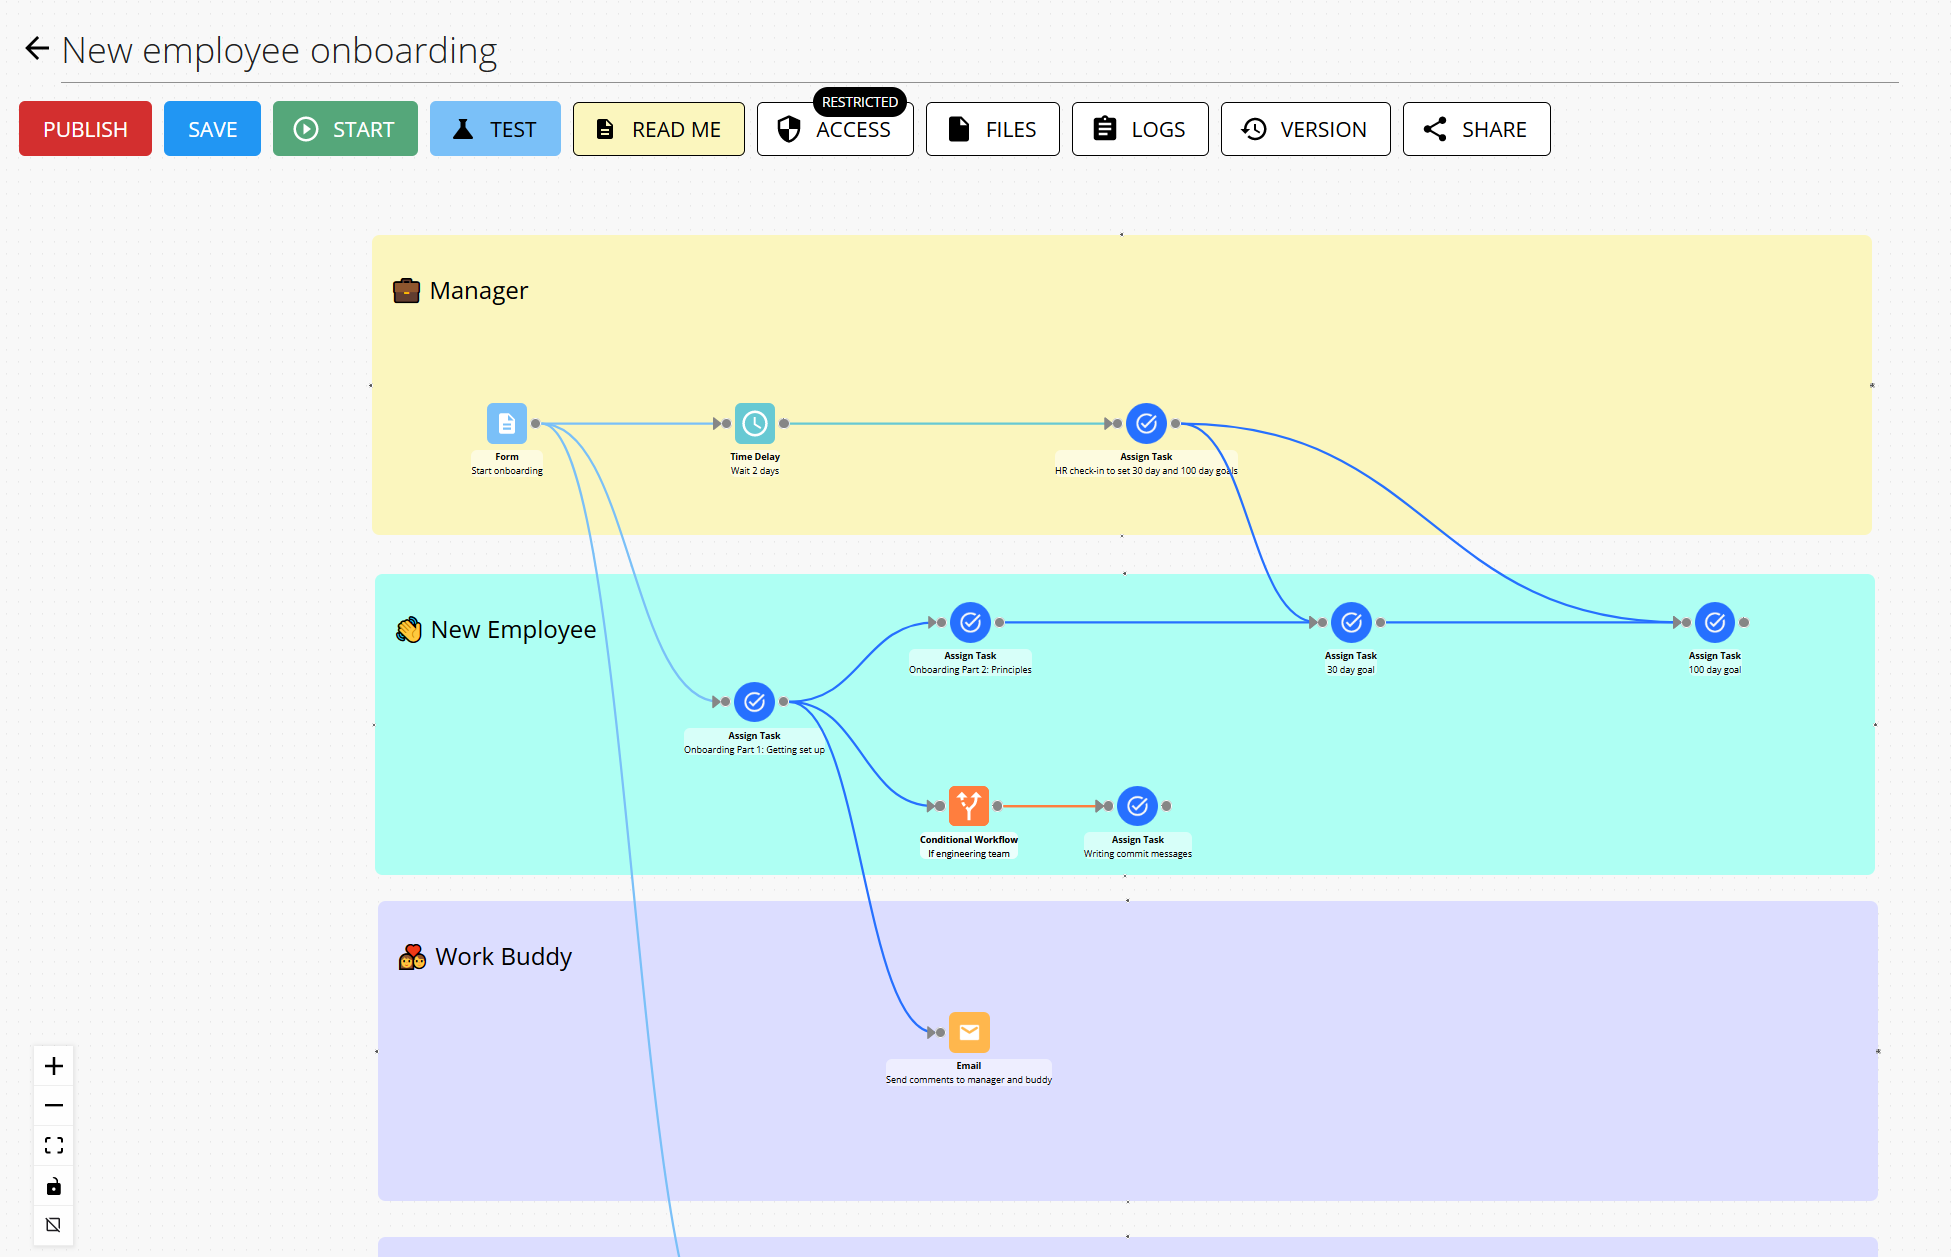 New employee onboarding
PUBLISH
SAVE
START
TEST
READ ME
RESTRICTED
ACCESS
FILES
LOGS
VERSION
SHARE
Manager
Form
Start onboarding
Time Delay
Wait 2 days
Assign Task
HR check-in to set 30 day and 100 day goals
New Employee
Assign Task
Onboarding Part 2: Principles
Assign Task
30 day goal
Assign Task
100 day goal
Assign Task
Onboarding Part 1: Getting set up
Conditional Workflow
If engineering team
Assign Task
Writing commit messages
Work Buddy
Email
Send comments to manager and buddy